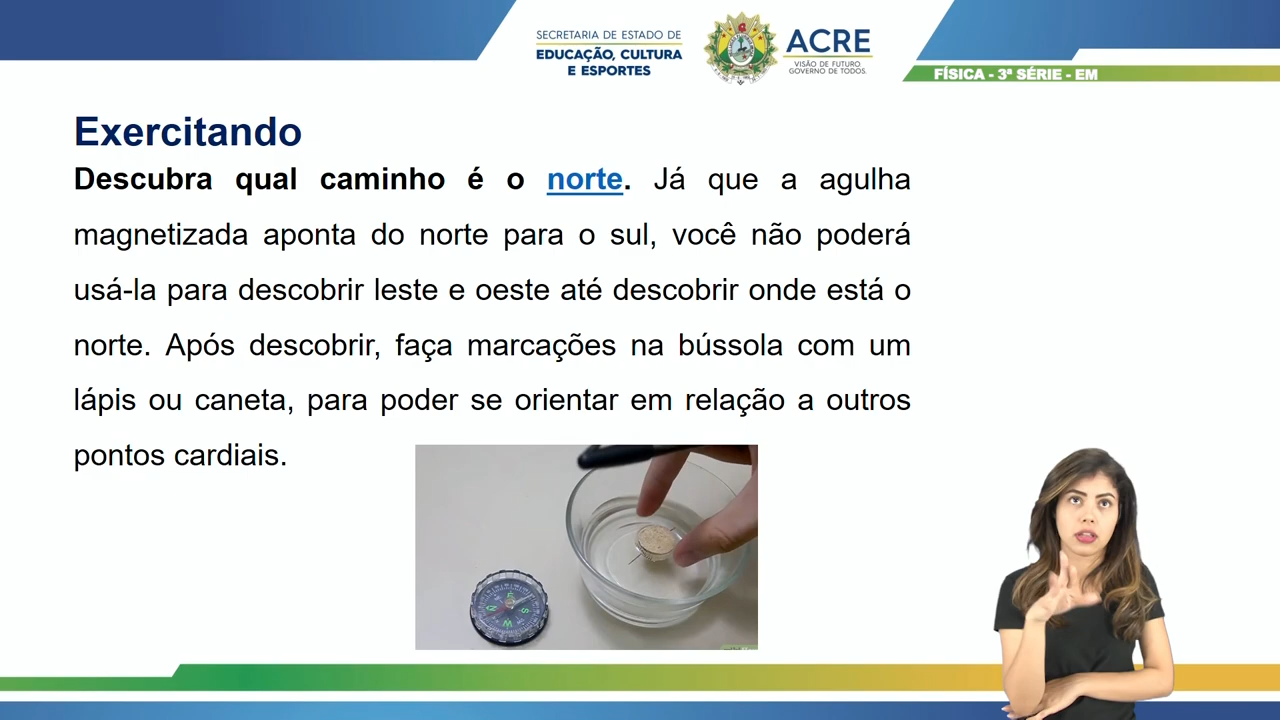 SECRETARIA DE ESTADO DE
EDUCAÇÃO, CULTURA
E ESPORTES
ACRE
VISÃO DE FUTURO.
GOVERNO DE TODOS.
FÍSICA - 3ª SÉRIE - EM
Exercitando
Descubra qual caminho é o norte. Já que a agulha
magnetizada aponta do norte para o sul, você não poderá
usá-la para descobrir leste e oeste até descobrir onde está o
norte. Após descobrir, faça marcações na bússola com um
lápis ou caneta, para poder se orientar em relação a outros
pontos cardiais.
E
N
S
W